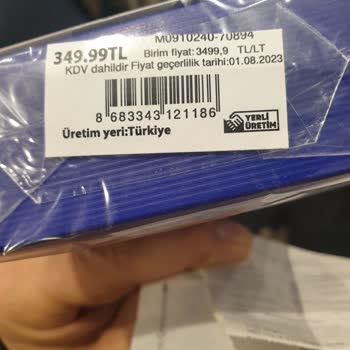 M0910240-70894
349.99TL Birim fiyat: 3499,9 TL/LT
KDV dahildir Fiyat geçerlilik tarihi:01.08.2023
8 683343 121186
Üretim yeri:Türkiye
YERLİ
ÜRETİM